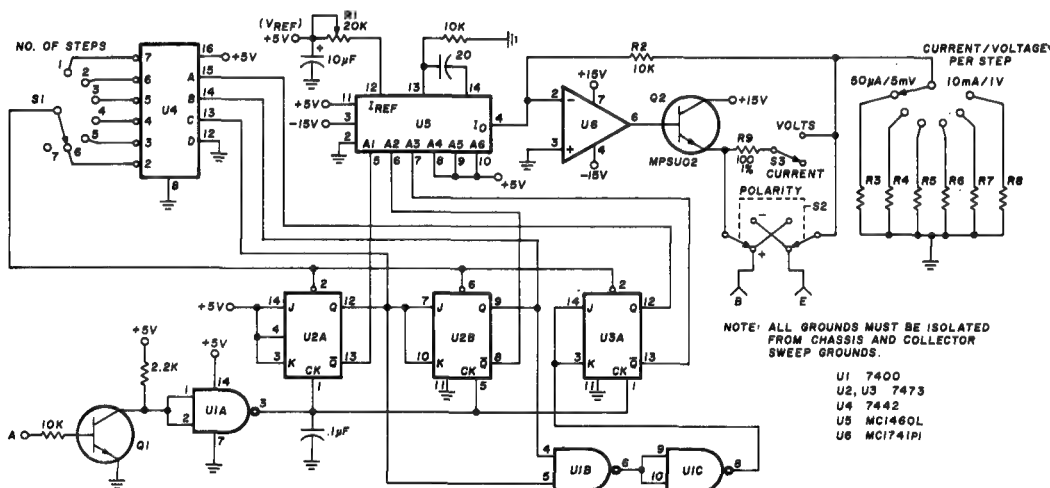 NO. OF STEPS
1
2
3
4
5
6
7
S1
7
6
5
4
3
2
U4
16
+5V
A
15
B
14
C
13
D
12
8
(VREF)
+5V
R1
20K
+
10µF
10K
20
12
13
14
+5V
11
IREF
-15V
3
2
U5
IO
4
A1
A2
A3
A4
A5
A6
5
6
7
8
9
10
+5V
R2
10K
+15V
7
2
-
U6
6
3
+
4
-15V
Q2
+15V
MPSU02
R9
100
1%
VOLTS
S3
CURRENT
POLARITY
S2
-
+
B
E
CURRENT/VOLTAGE
PER STEP
50µA/5mV
10mA/1V
R3
R4
R5
R6
R7
R8
NOTE: ALL GROUNDS MUST BE ISOLATED
FROM CHASSIS AND COLLECTOR
SWEEP GROUNDS.
U1 7400
U2, U3 7473
U4 7442
U5 MC1460L
U6 MC1741P1
+5V
14
4
3
J
K
2
U2A
Q
12
Q
13
CK
1
7
10
J
K
6
U2B
Q
9
Q
8
CK
11
5
14
3
J
K
2
U3A
Q
12
Q
13
CK
11
1
+5V
2.2K
+5V
14
1
2
U1A
3
7
.1µF
A
10K
Q1
4
5
U1B
6
9
10
U1C
8